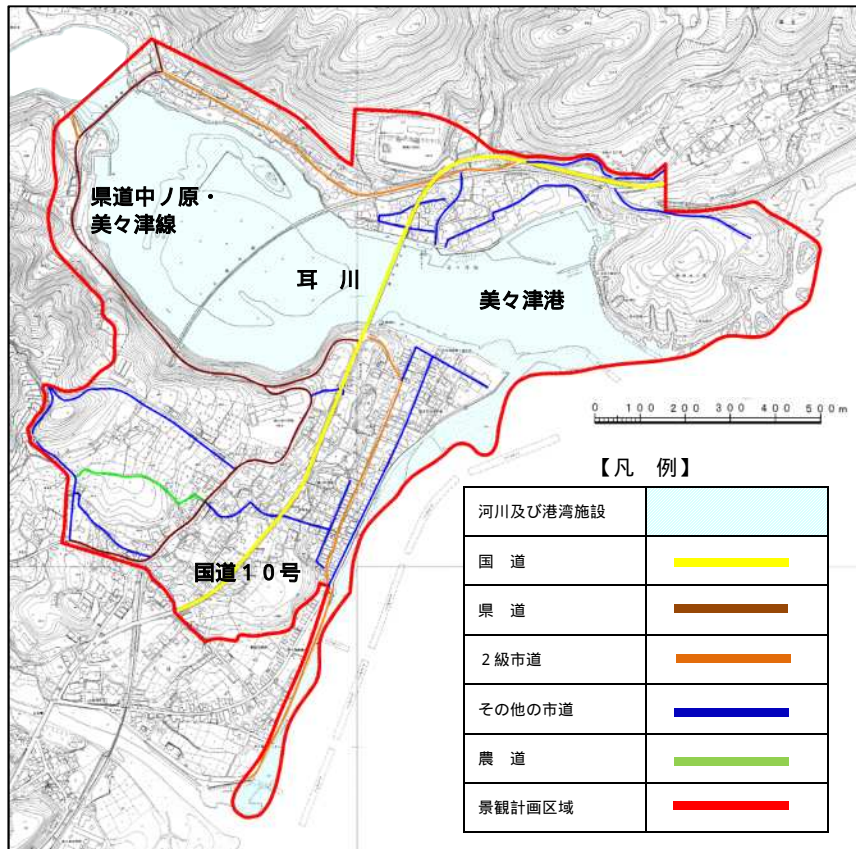 県道中ノ原・
美々津線
耳 川
美々津港
0 100 200 300 400 500m
【凡 例】
河川及び港湾施設
国 道
県 道
2級市道
その他の市道
農 道
景観計画区域
国道10号